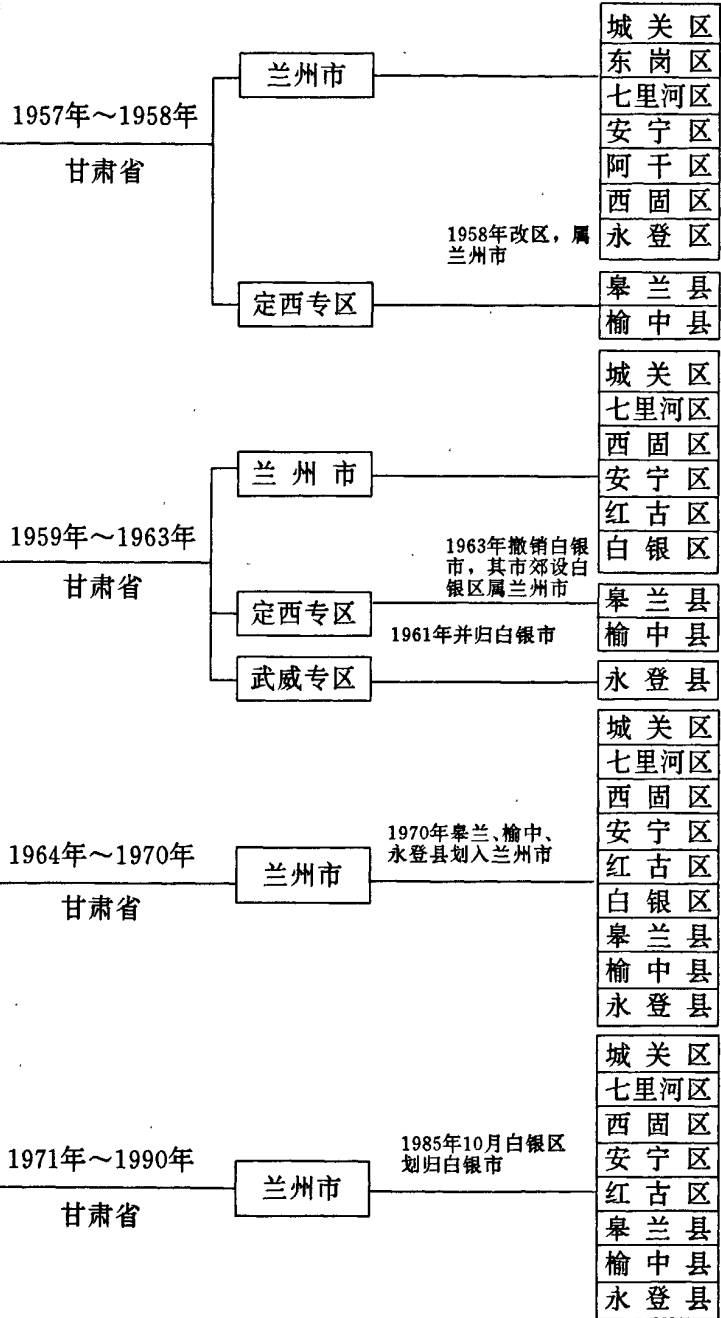 1957年～1958年
甘肃省
兰州市
城关区
东岗区
七里河区
安宁区
阿干区
西固区
永登区
1958年改区，属
兰州市
定西专区
皋兰县
榆中县
1959年～1963年
甘肃省
兰州市
城关区
七里河区
西固区
安宁区
红古区
白银区
1963年撤销白银
市，其市郊设白
银区属兰州市
定西专区
1961年并归白银市
皋兰县
榆中县
武威专区
永登县
1964年～1970年
甘肃省
兰州市
1970年皋兰、榆中、
永登县划入兰州市
城关区
七里河区
西固区
安宁区
红古区
白银区
皋兰县
榆中县
永登县
1971年～1990年
甘肃省
兰州市
1985年10月白银区
划归白银市
城关区
七里河区
西固区
安宁区
红古区
皋兰县
榆中县
永登县